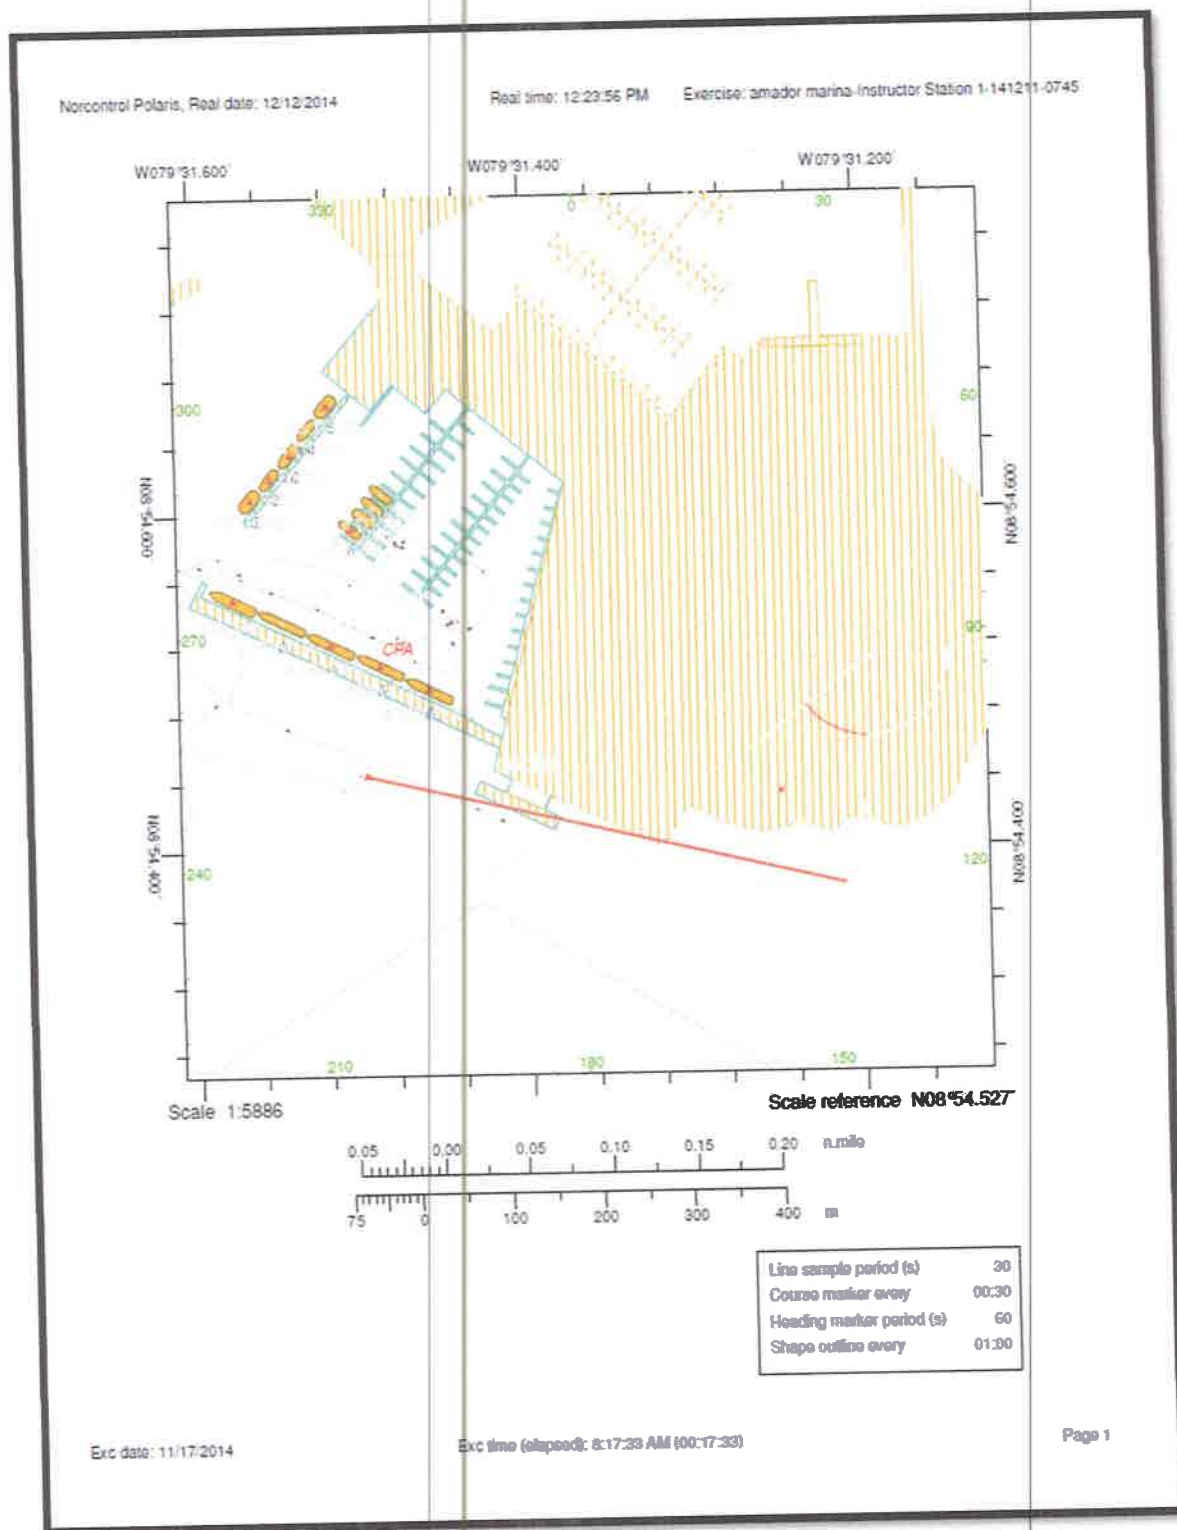 Norcontrol Polaris, Real date: 12/12/2014 Real time: 12:23:56 PM Exercise: amador marina-Instructor Station 1-141211-0745
W079°31.600' W079°31.400' W079°31.200'
330 0 30
300 60
N08°54.600' N08°54.600'
270 CPA 90
N08°54.400' N08°54.400'
240 120
210 180 150
Scale 1:5886 Scale reference N08°54.527'
0.05 0.00 0.05 0.10 0.15 0.20 n.mile
75 0 100 200 300 400 m
Line sample period (s) 30
Course marker every 00:30
Heading marker period (s) 60
Shape outline every 01:00
Exc date: 11/17/2014 Exc time (elapsed): 8:17:33 AM (00:17:33) Page 1